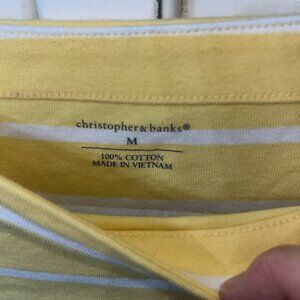 christopher & banks®
M
100% COTTON
MADE IN VIETNAM